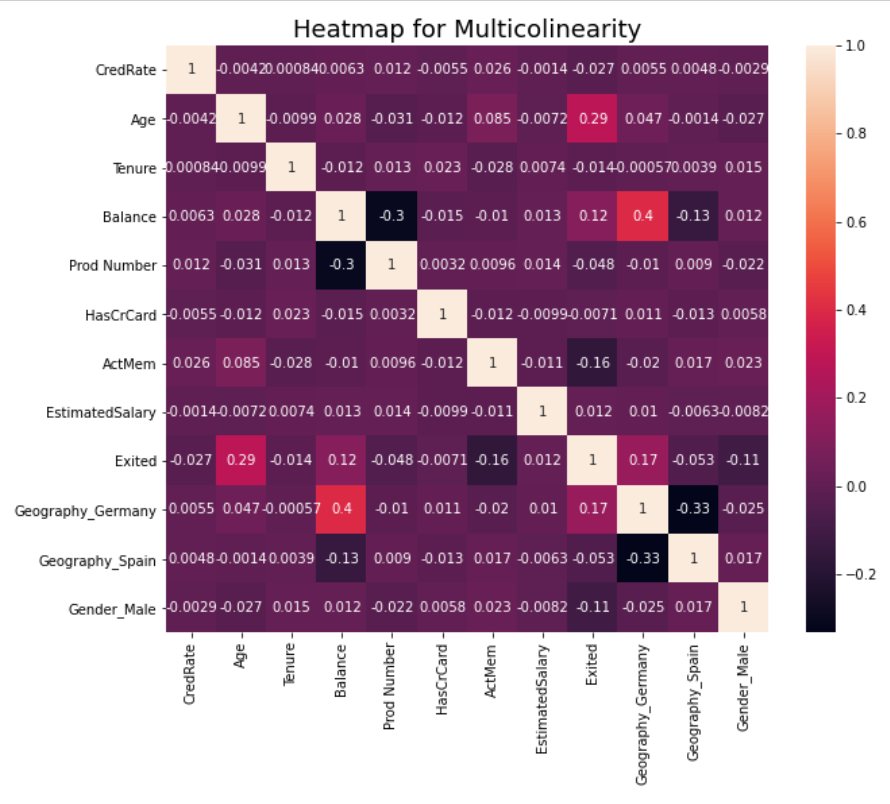 Heatmap for Multicolinearity
CredRate 1 -0.0042 0.00084 0.0063 0.012 -0.0055 0.026 -0.0014 -0.027 0.0055 0.0048 -0.0029
Age -0.0042 1 -0.0099 0.028 -0.031 -0.012 0.085 -0.0072 0.29 0.047 -0.0014 -0.027
Tenure 0.00084 -0.0099 1 -0.012 0.013 0.023 -0.028 0.0074 -0.014 -0.00057 0.0039 0.015
Balance 0.0063 0.028 -0.012 1 -0.3 -0.015 -0.01 0.013 0.12 0.4 -0.13 0.012
Prod Number 0.012 -0.031 0.013 -0.3 1 0.0032 0.0096 0.014 -0.048 -0.01 0.009 -0.022
HasCrCard -0.0055 -0.012 0.023 -0.015 0.0032 1 -0.012 -0.0099 -0.0071 0.011 -0.013 0.0058
ActMem 0.026 0.085 -0.028 -0.01 0.0096 -0.012 1 -0.011 -0.16 -0.02 0.017 0.023
EstimatedSalary -0.0014 -0.0072 0.0074 0.013 0.014 -0.0099 -0.011 1 0.012 0.01 -0.0063 -0.0082
Exited -0.027 0.29 -0.014 0.12 -0.048 -0.0071 -0.16 0.012 1 0.17 -0.053 -0.11
Geography_Germany 0.0055 0.047 -0.00057 0.4 -0.01 0.011 -0.02 0.01 0.17 1 -0.33 -0.025
Geography_Spain 0.0048 -0.0014 0.0039 -0.13 0.009 -0.013 0.017 -0.0063 -0.053 -0.33 1 0.017
Gender_Male -0.0029 -0.027 0.015 0.012 -0.022 0.0058 0.023 -0.0082 -0.11 -0.025 0.017 1
CredRate
Age
Tenure
Balance
Prod Number
HasCrCard
ActMem
EstimatedSalary
Exited
Geography_Germany
Geography_Spain
Gender_Male
1.0
0.8
0.6
0.4
0.2
0.0
−0.2